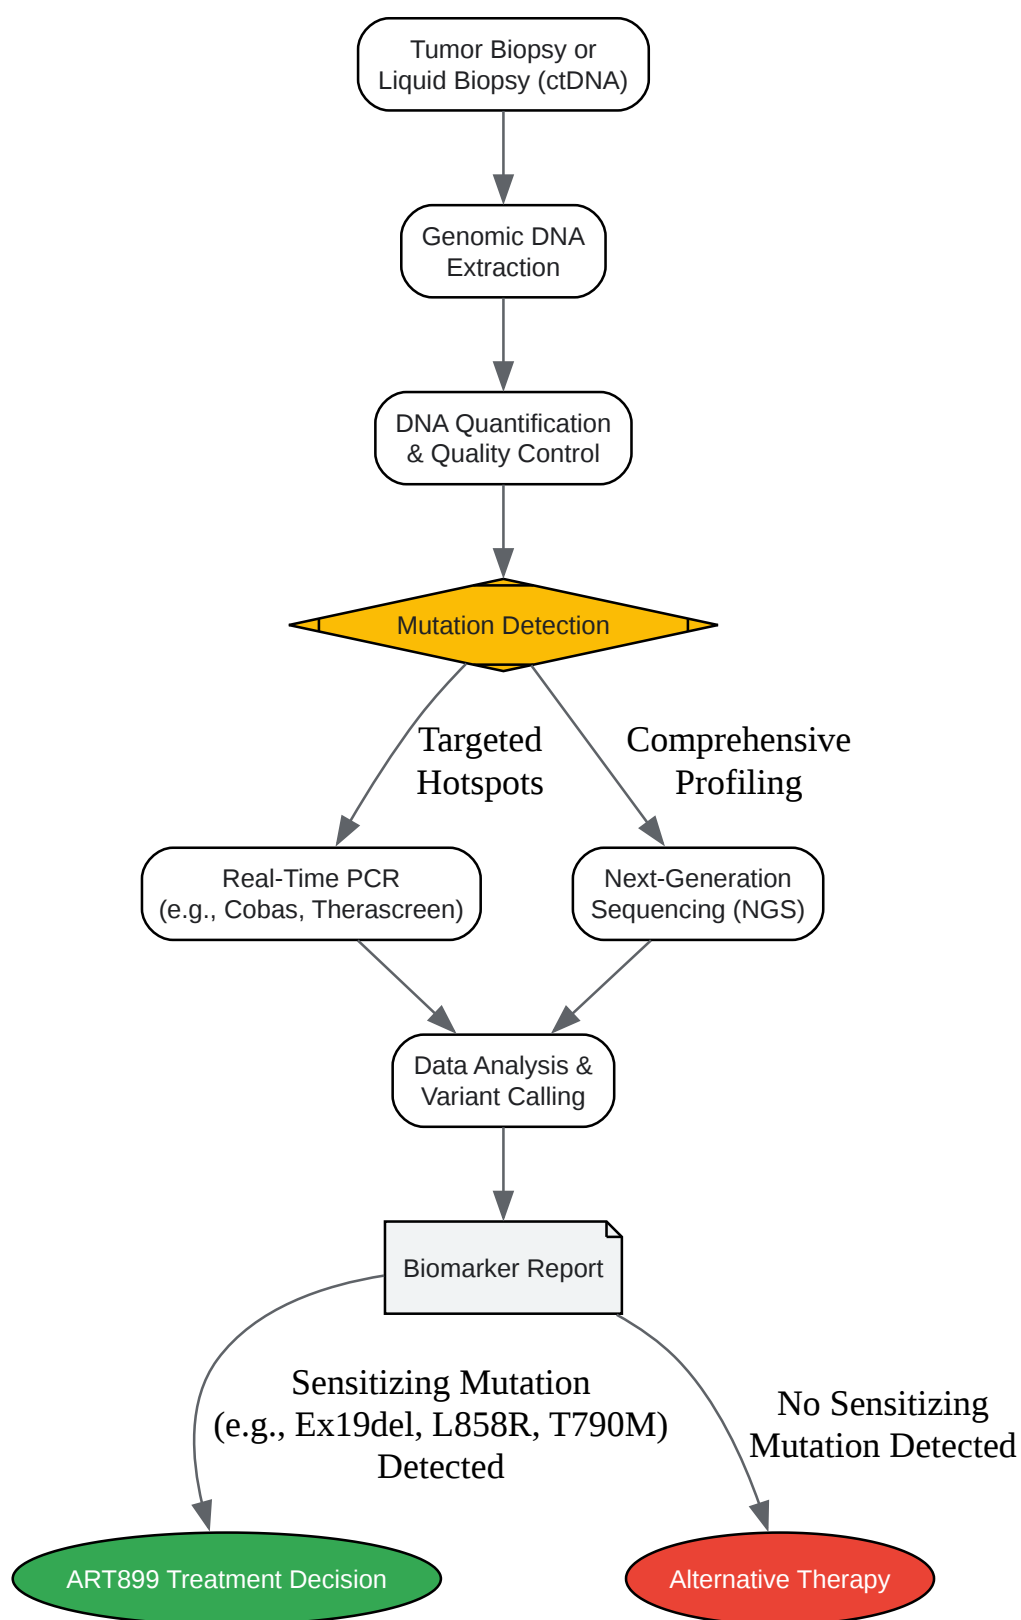 Tumor Biopsy or
Liquid Biopsy (ctDNA)
Genomic DNA
Extraction
DNA Quantification
& Quality Control
Mutation Detection
Targeted
Hotspots
Comprehensive
Profiling
Real-Time PCR
(e.g., Cobas, Therascreen)
Next-Generation
Sequencing (NGS)
Data Analysis &
Variant Calling
Biomarker Report
Sensitizing Mutation
(e.g., Ex19del, L858R, T790M)
Detected
No Sensitizing
Mutation Detected
ART899 Treatment Decision
Alternative Therapy